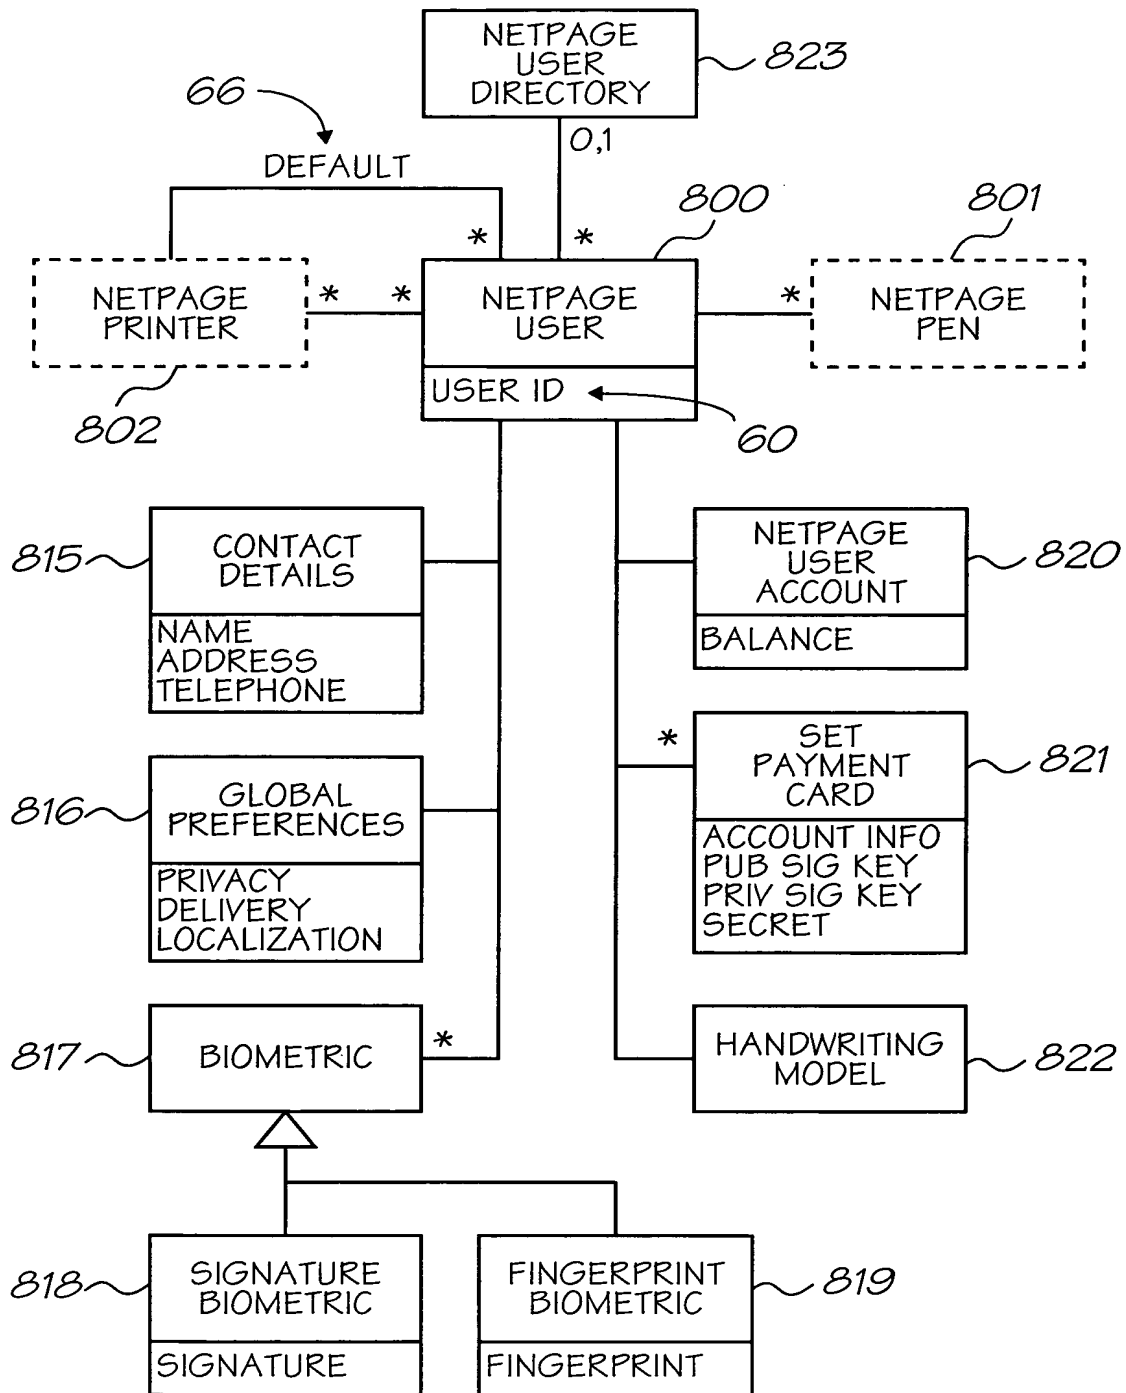 NETPAGE
USER
DIRECTORY
823
66
0,1
DEFAULT
800
801
*
*
NETPAGE
PRINTER
*
*
NETPAGE
USER
*
NETPAGE
PEN
USER ID
802
60
815
CONTACT
DETAILS
NAME
ADDRESS
TELEPHONE
NETPAGE
USER
ACCOUNT
820
BALANCE
816
GLOBAL
PREFERENCES
PRIVACY
DELIVERY
LOCALIZATION
*
SET
PAYMENT
CARD
821
ACCOUNT INFO
PUB SIG KEY
PRIV SIG KEY
SECRET
817
BIOMETRIC
*
HANDWRITING
MODEL
822
818
SIGNATURE
BIOMETRIC
SIGNATURE
FINGERPRINT
BIOMETRIC
819
FINGERPRINT